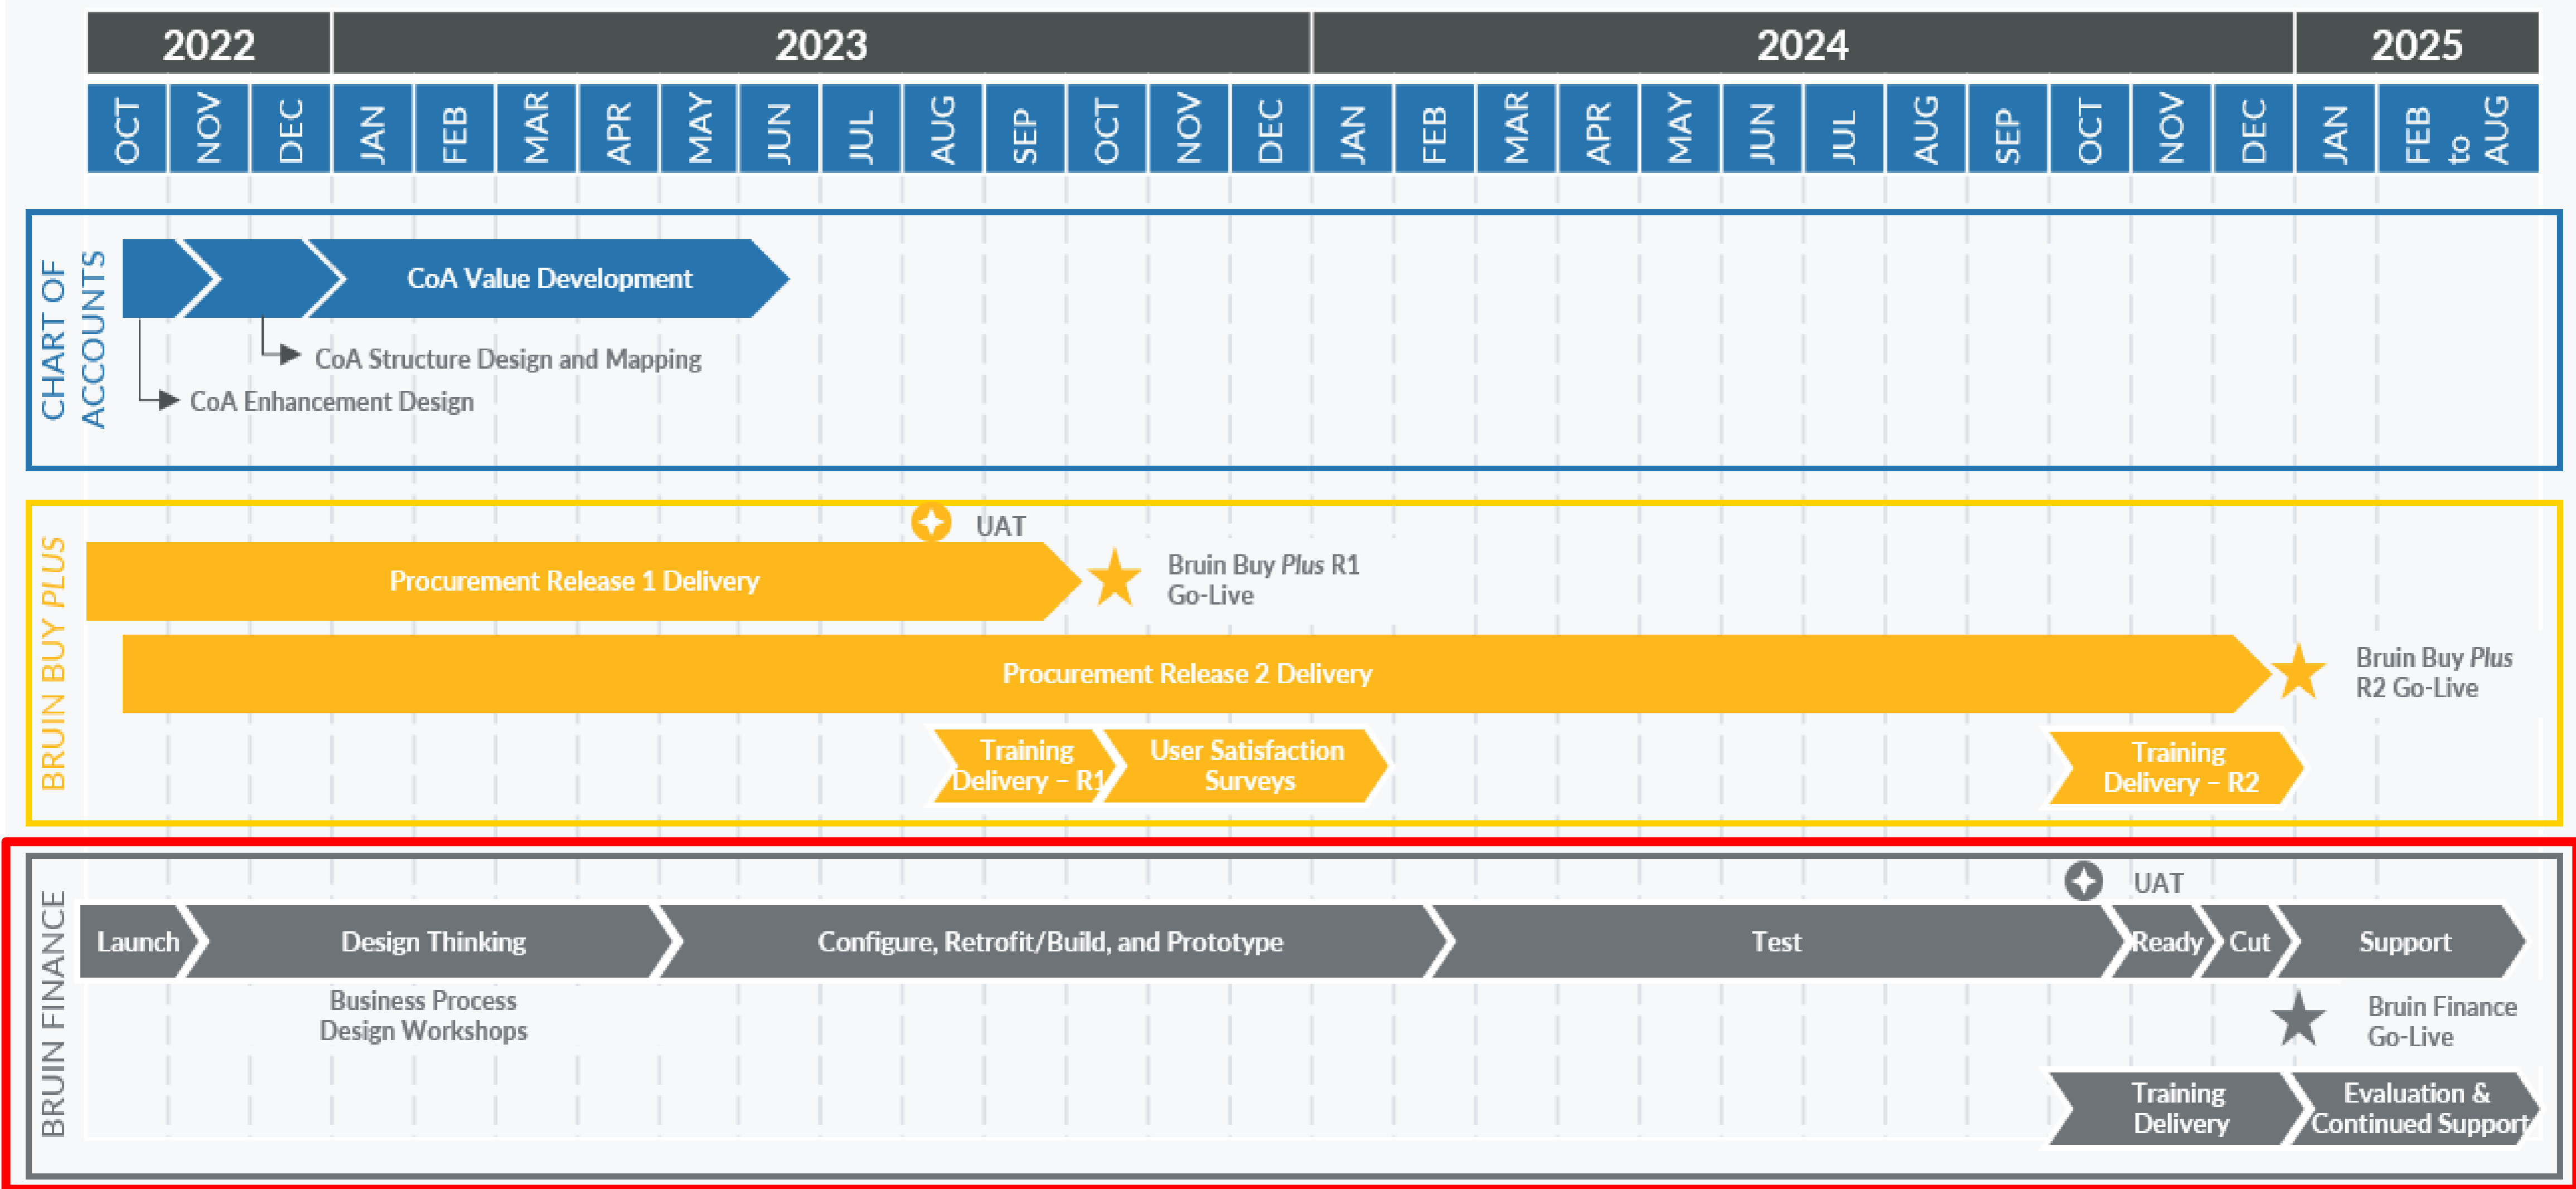 2022 2023 2024 2025
OCT NOV DEC JAN FEB MAR APR MAY JUN JUL AUG SEP OCT NOV DEC JAN FEB MAR APR MAY JUN JUL AUG SEP OCT NOV DEC JAN FEB to AUG
CHART OF
ACCOUNTS
CoA Value Development
CoA Structure Design and Mapping
CoA Enhancement Design
BRUIN BUY PLUS
UAT
Procurement Release 1 Delivery
Bruin Buy Plus R1
Go-Live
Procurement Release 2 Delivery
Bruin Buy Plus
R2 Go-Live
Training
Delivery – R1
User Satisfaction
Surveys
Training
Delivery – R2
BRUIN FINANCE
UAT
Launch
Design Thinking
Configure, Retrofit/Build, and Prototype
Test
Ready
Cut
Support
Business Process
Design Workshops
Bruin Finance
Go-Live
Training
Delivery
Evaluation &
Continued Support